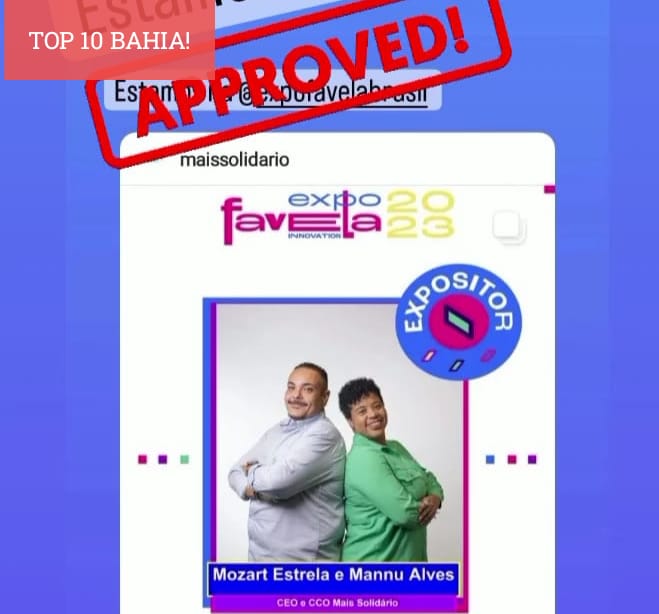 TOP 10 BAHIA!
APPROVED!
maissolidario
expo
favela
INNOVATION
2023
EXPOSITOR
Mozart Estrela e Mannu Alves
CEO e CCO Mais Solidário